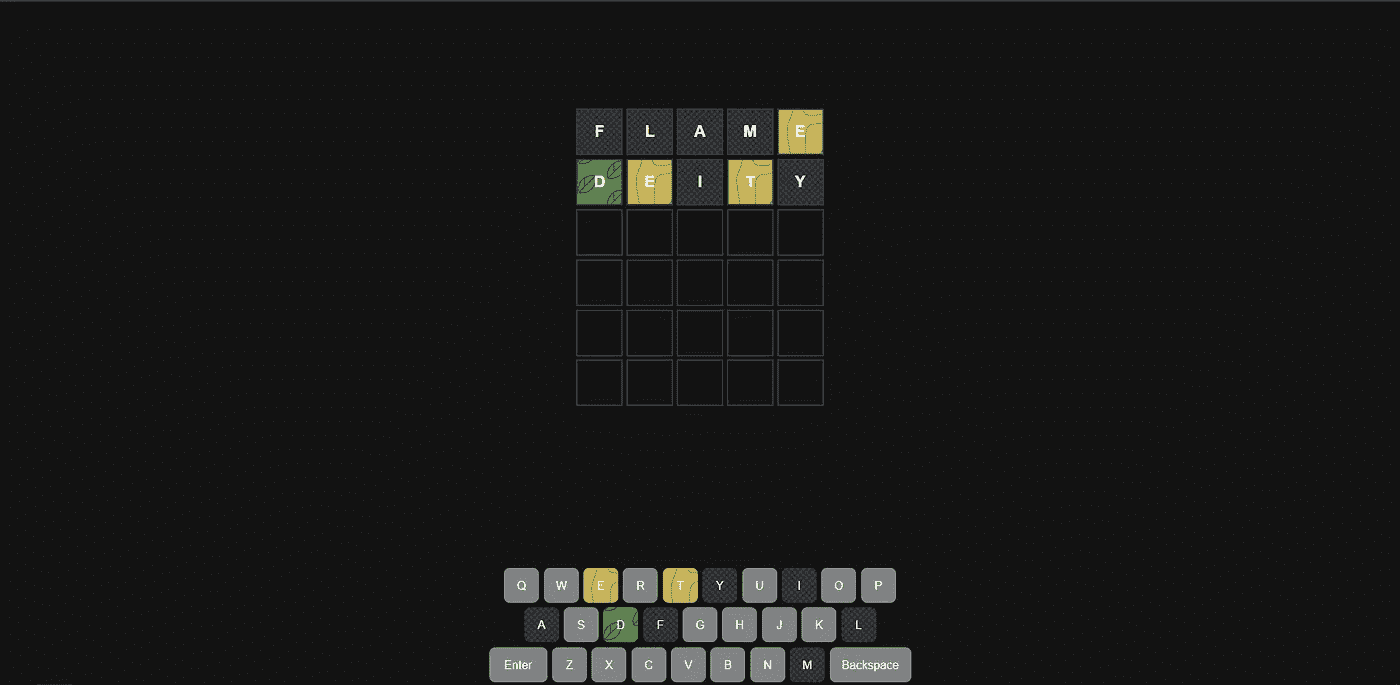 F L A M E
D E I T Y
Q W E R T Y U I O P
A S D F G H J K L
Enter Z X C V B N M Backspace